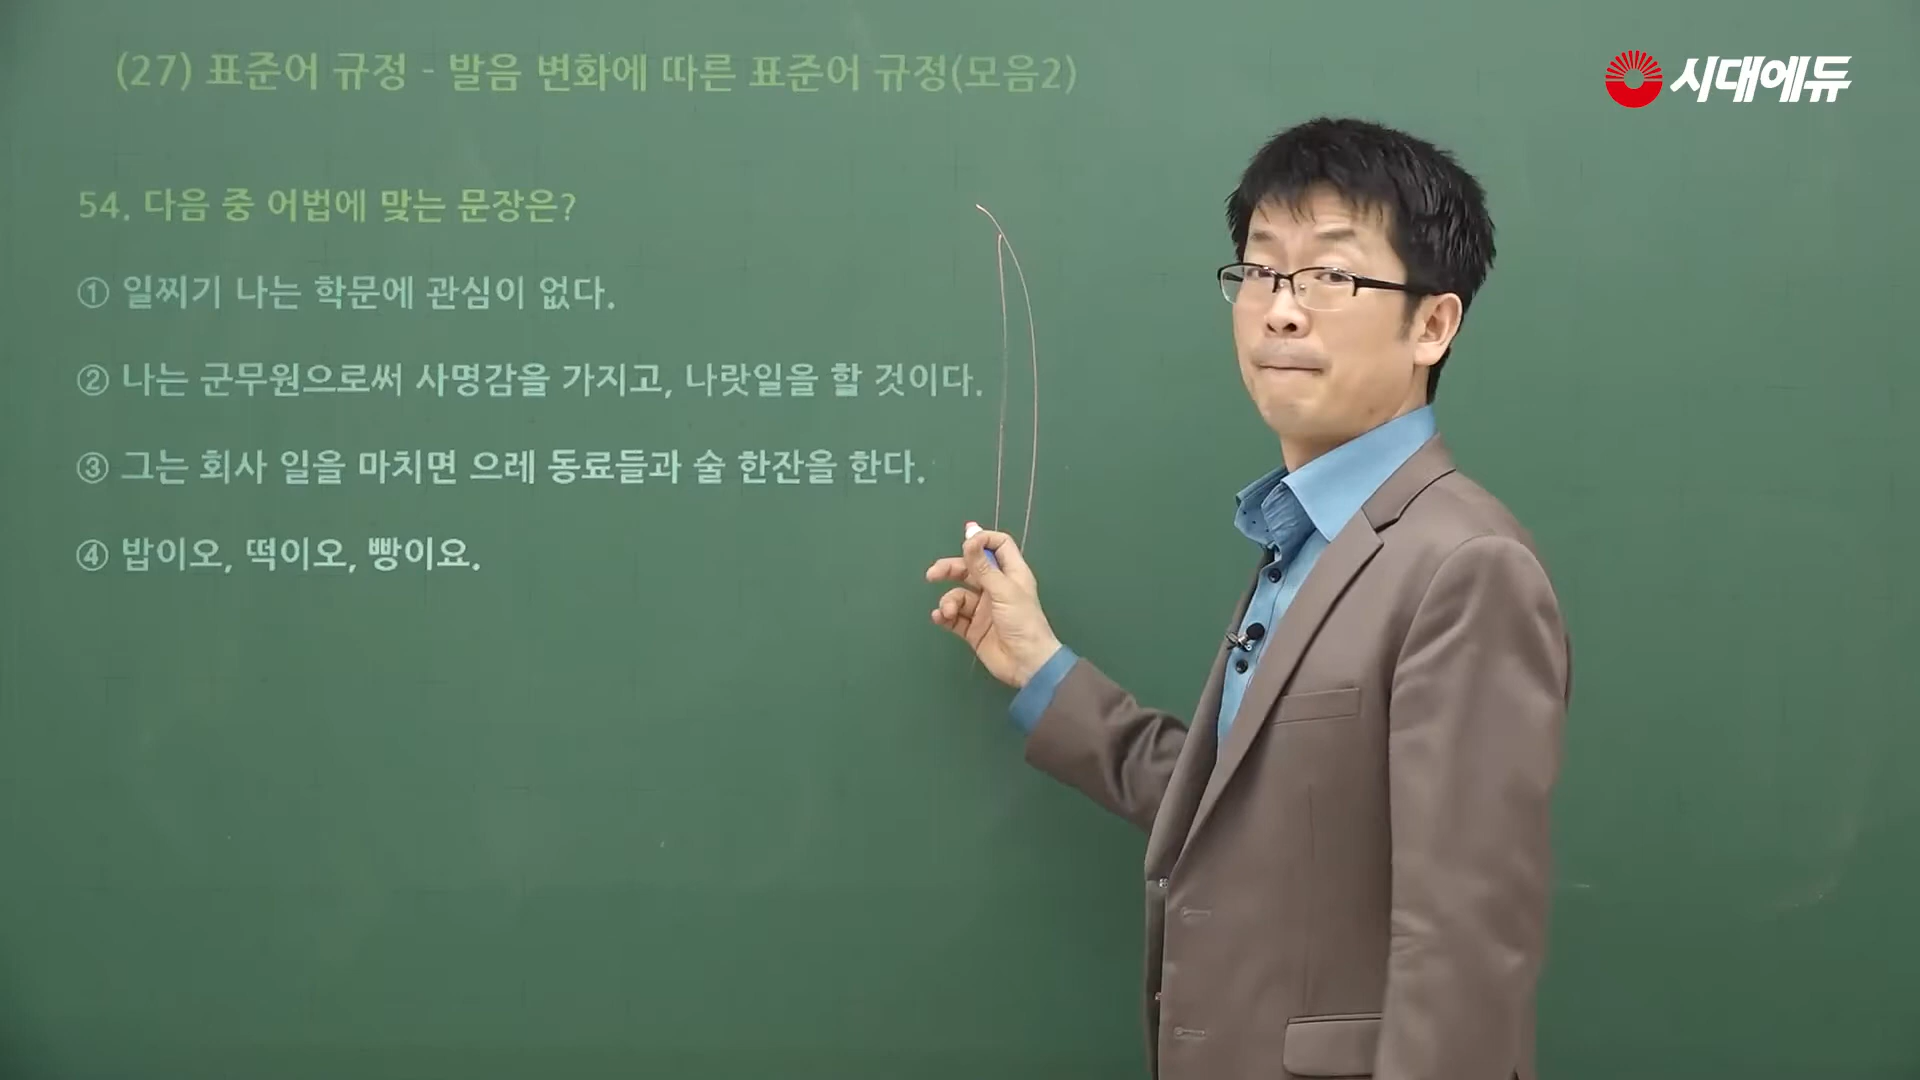 (27) 표준어 규정 - 발음 변화에 따른 표준어 규정(모음2)
시대에듀
54. 다음 중 어법에 맞는 문장은?
① 일찌기 나는 학문에 관심이 없다.
② 나는 군무원으로써 사명감을 가지고, 나랏일을 할 것이다.
③ 그는 회사 일을 마치면 으레 동료들과 술 한잔을 한다.
④ 밥이오, 떡이오, 빵이요.